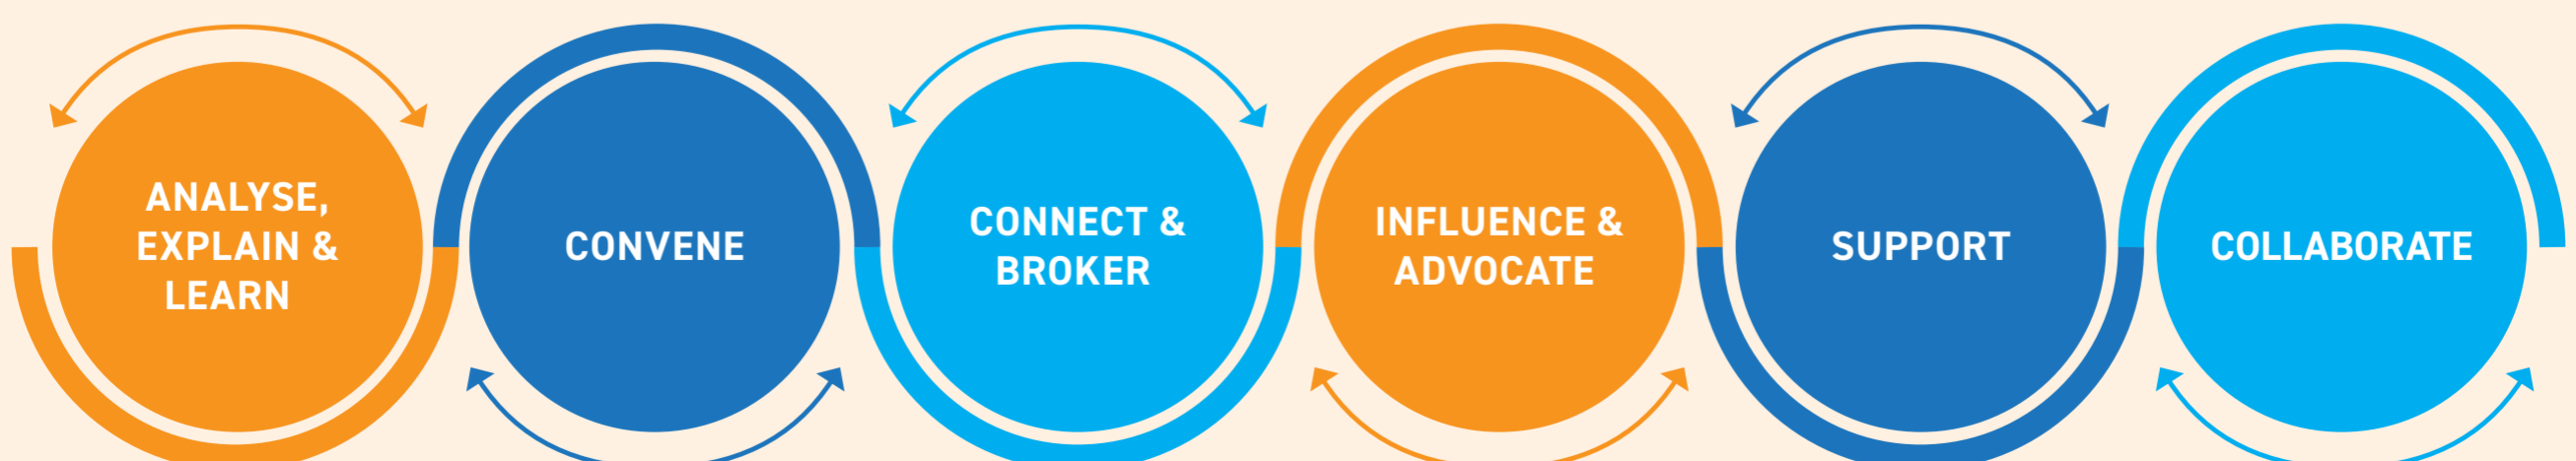 ANALYSE,
EXPLAIN &
LEARN
CONVENE
CONNECT &
BROKER
INFLUENCE &
ADVOCATE
SUPPORT
COLLABORATE